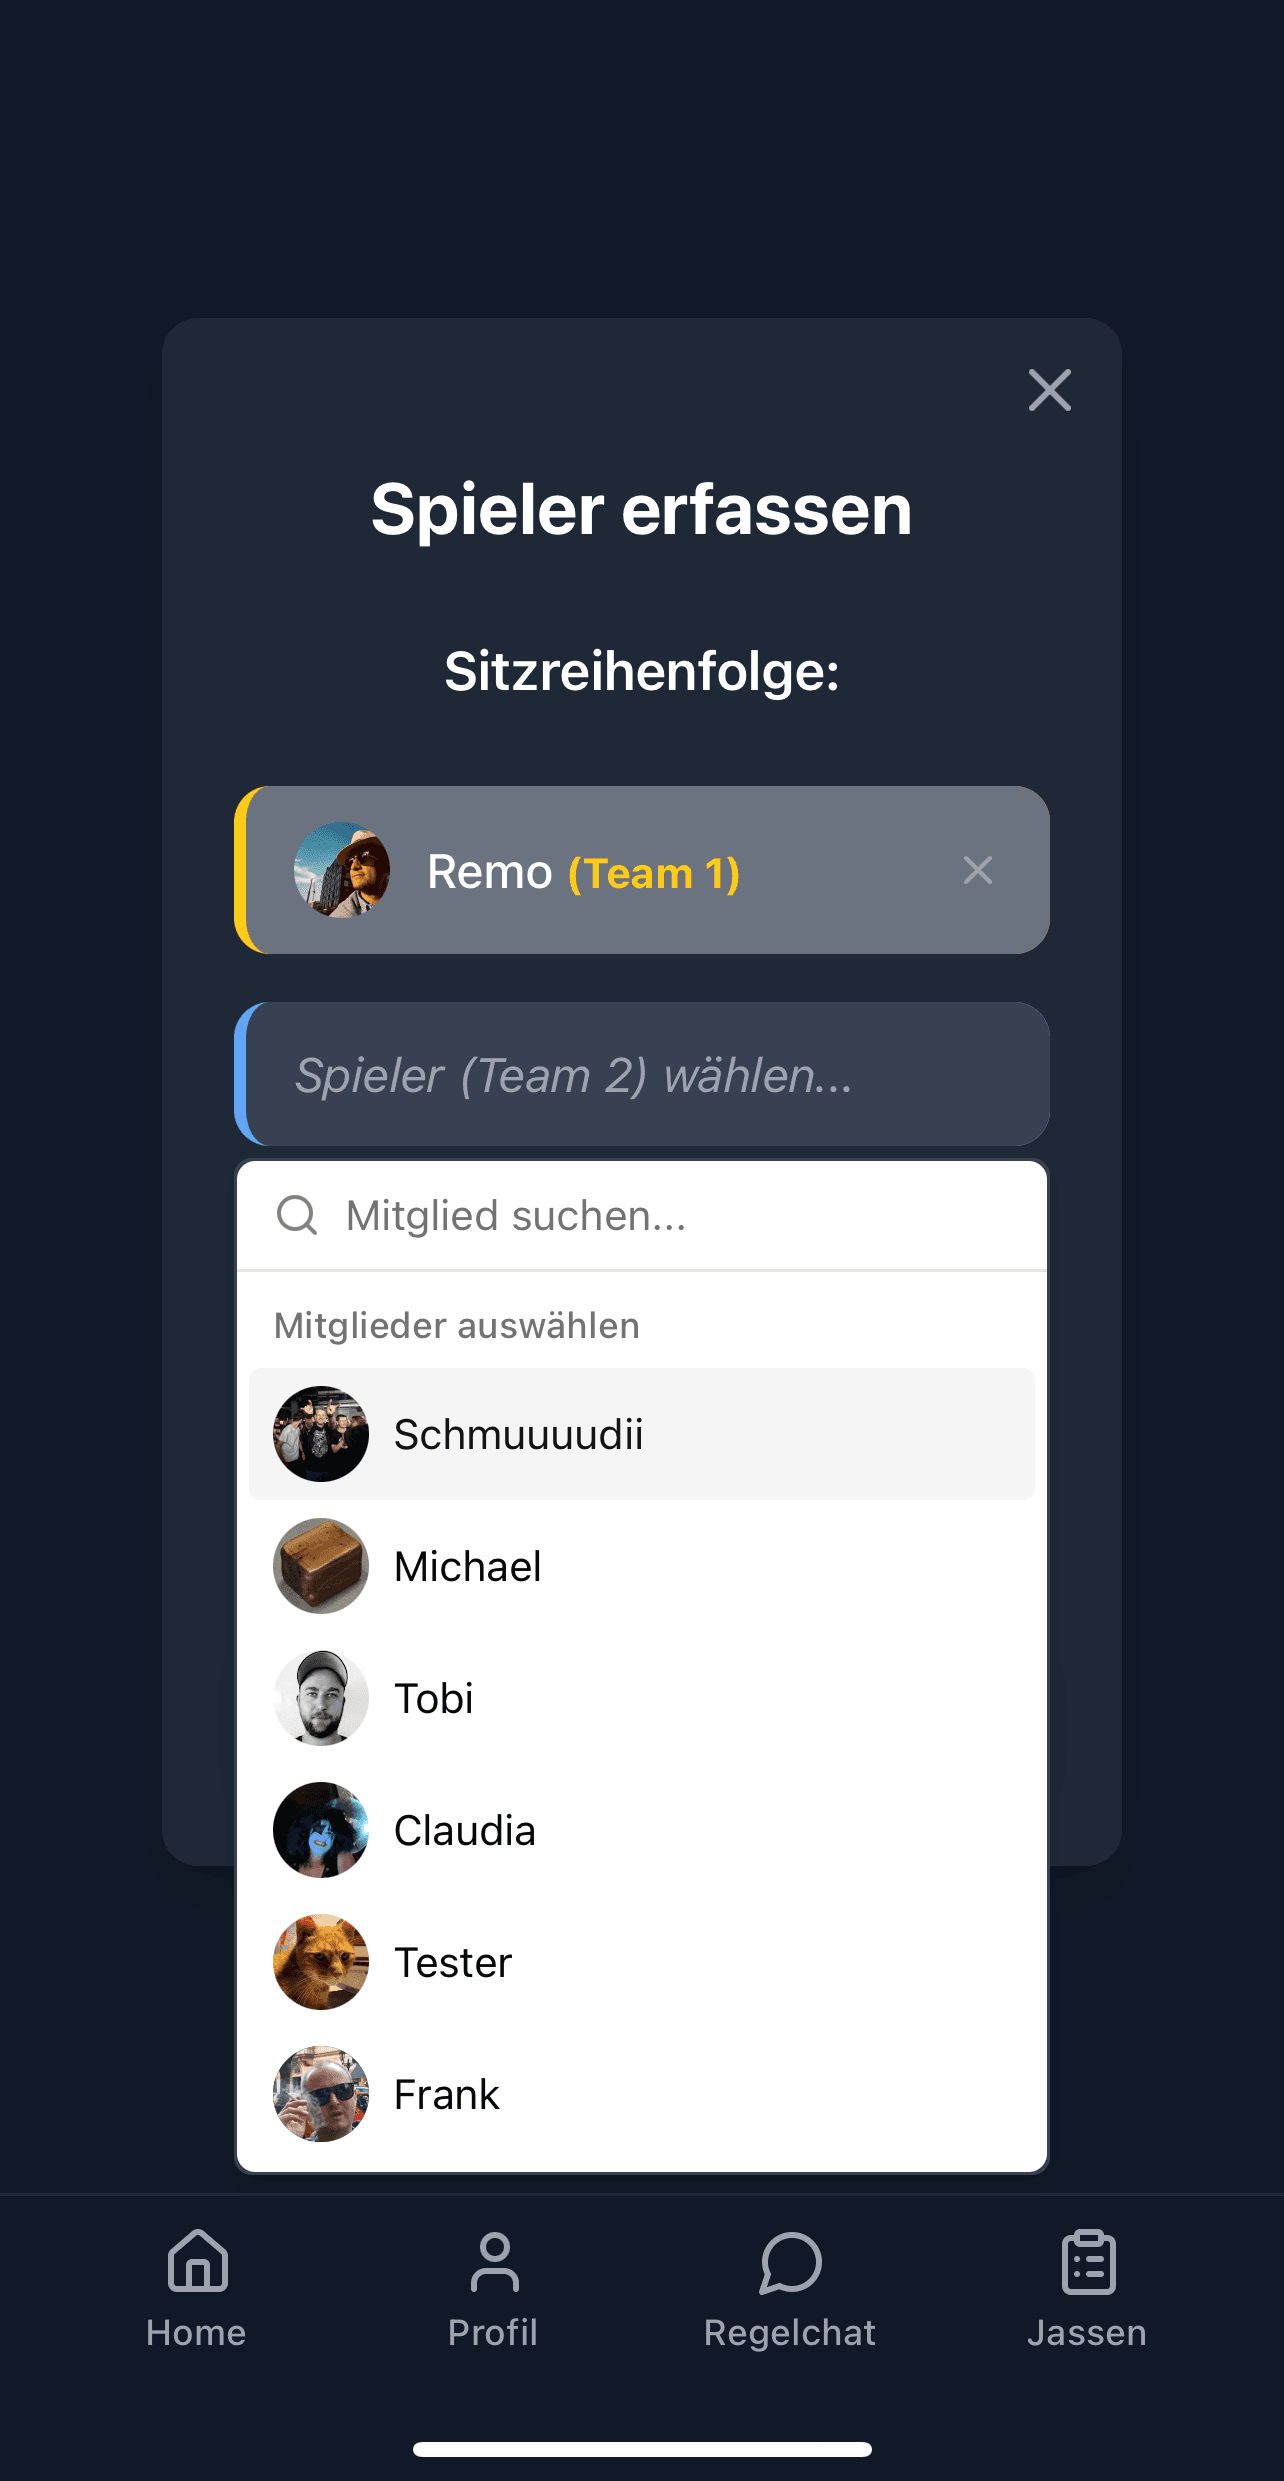 Spieler erfassen
Sitzreihenfolge:
Remo (Team 1)
Spieler (Team 2) wählen...
Mitglied suchen...
Mitglieder auswählen
Schmuuuudii
Michael
Tobi
Claudia
Tester
Frank
Home Profil Regelchat Jassen